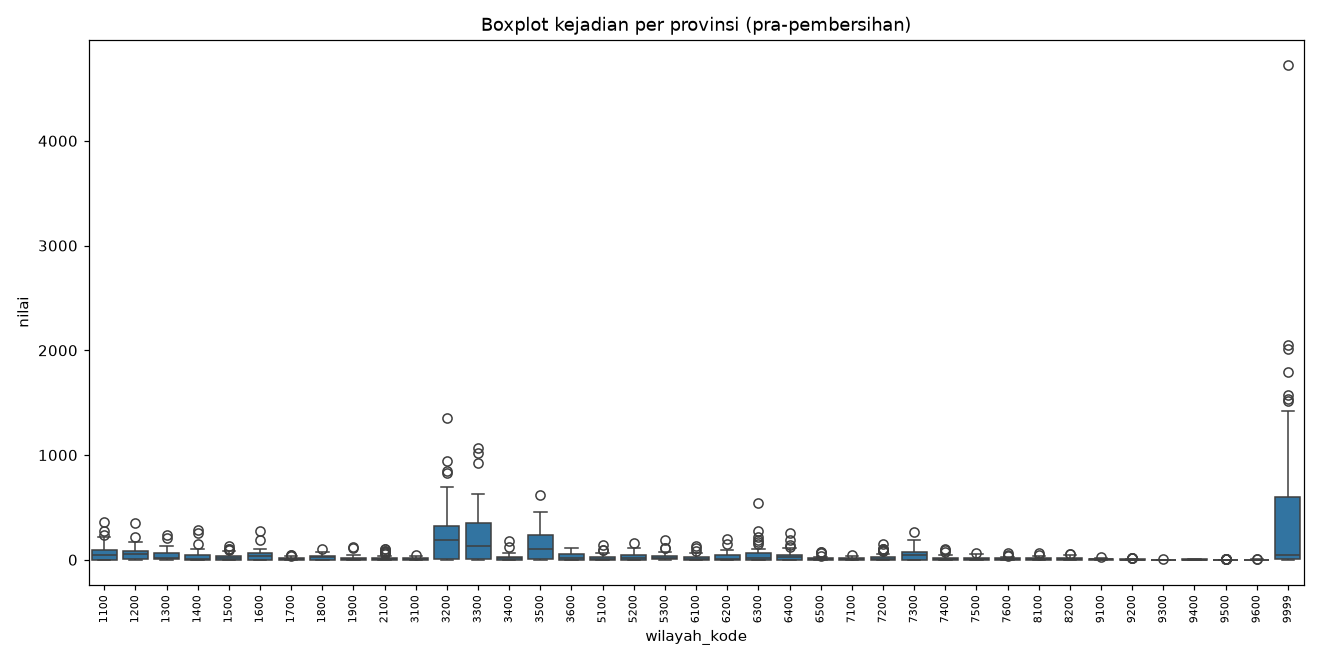 Boxplot kejadian per provinsi (pra-pembersihan)
nilai
4000
3000
2000
1000
0
1100 1200 1300 1400 1500 1600 1700 1800 1900 2100 3100 3200 3300 3400 3500 3600 5100 5200 5300 6100 6200 6300 6400 6500 7100 7200 7300 7400 7500 7600 8100 8200 9100 9200 9300 9400 9500 9600 9999
wilayah_kode